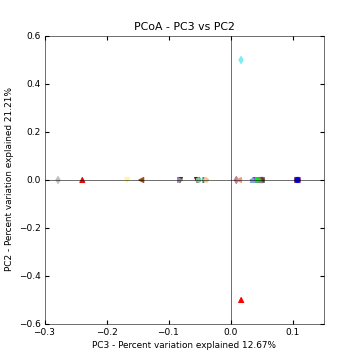 PCoA - PC3 vs PC2
0.6
0.4
0.2
0.0
−0.2
−0.4
−0.6
−0.3 −0.2 −0.1 0.0 0.1
PC2 - Percent variation explained 21.21%
PC3 - Percent variation explained 12.67%